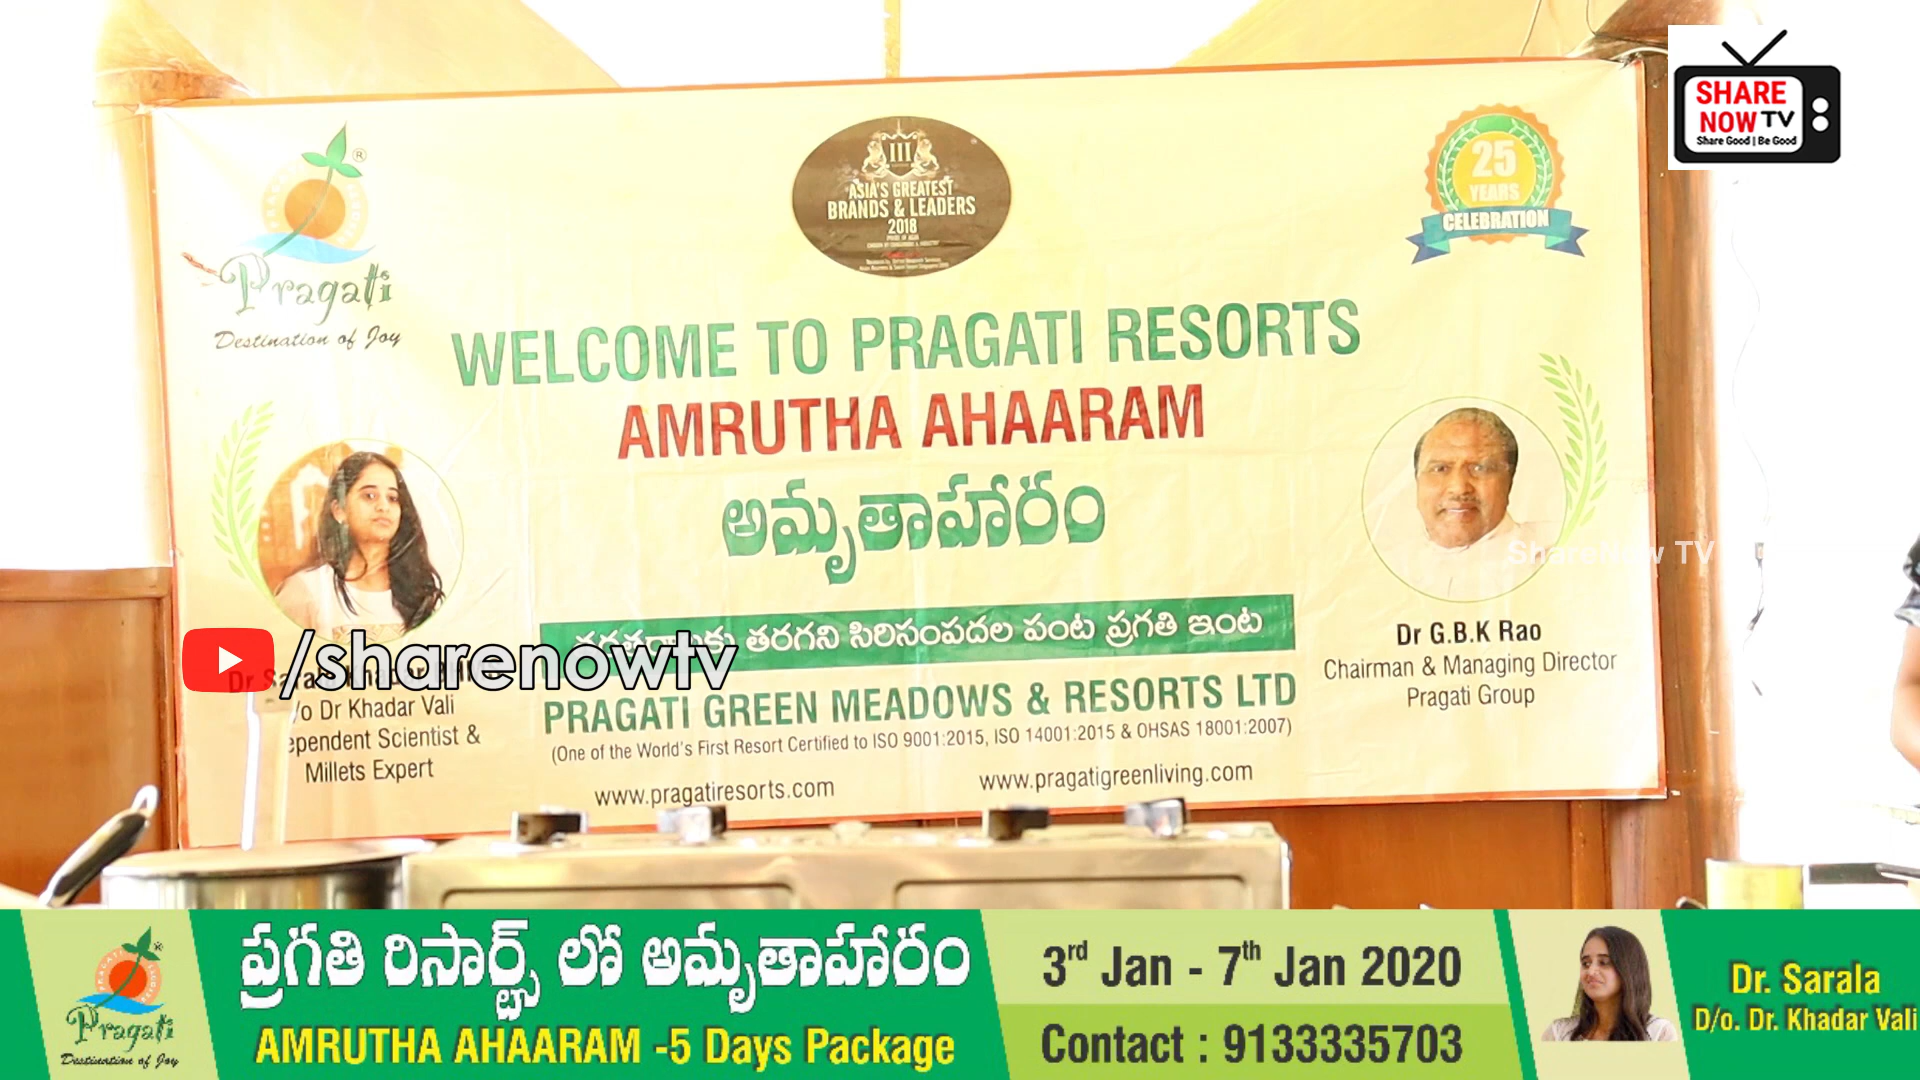 SHARE
NOW TV
Share Good | Be Good
Pragati
Destination of Joy
III
ASIA'S GREATEST
BRANDS & LEADERS
2018
25
YEARS
CELEBRATION
WELCOME TO PRAGATI RESORTS
AMRUTHA AHAARAM
అమృతాహారం
తరగని సిరిసంపదల పంట ప్రగతి ఇంట
PRAGATI GREEN MEADOWS & RESORTS LTD
(One of the World's First Resort Certified to ISO 9001:2015, ISO 14001:2015 & OHSAS 18001:2007)
www.pragatiresorts.com
www.pragatigreenliving.com
/sharenowtv
Dr Khadar Vali
Scientist &
Millets Expert
ShareNow TV
Dr G.B.K Rao
Chairman & Managing Director
Pragati Group
Pragati
Destination of Joy
ప్రగతి రిసార్ట్స్ లో అమృతాహారం
AMRUTHA AHAARAM -5 Days Package
3rd Jan - 7th Jan 2020
Contact : 9133335703
Dr. Sarala
D/o. Dr. Khadar Vali